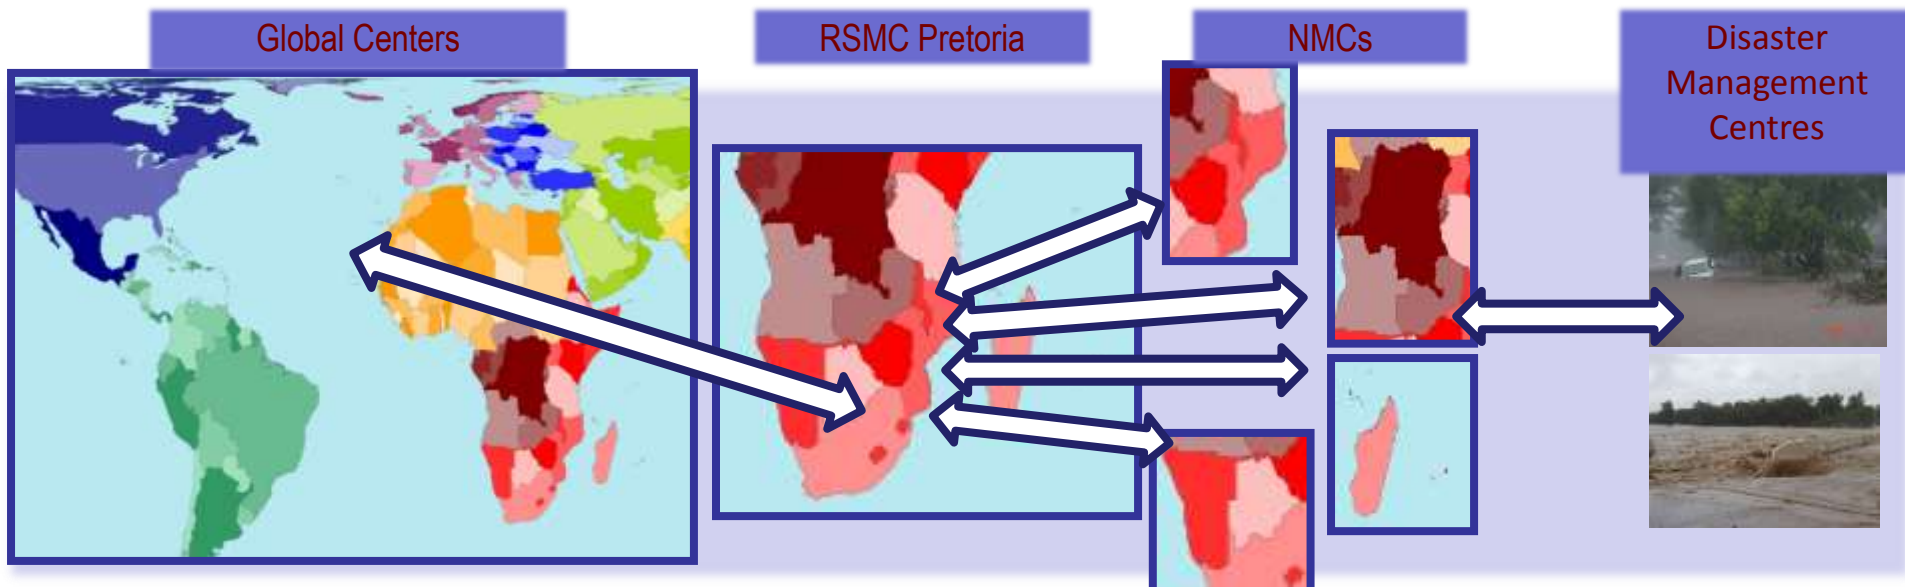 Global Centers
RSMC Pretoria
NMCs
Disaster
Management
Centres